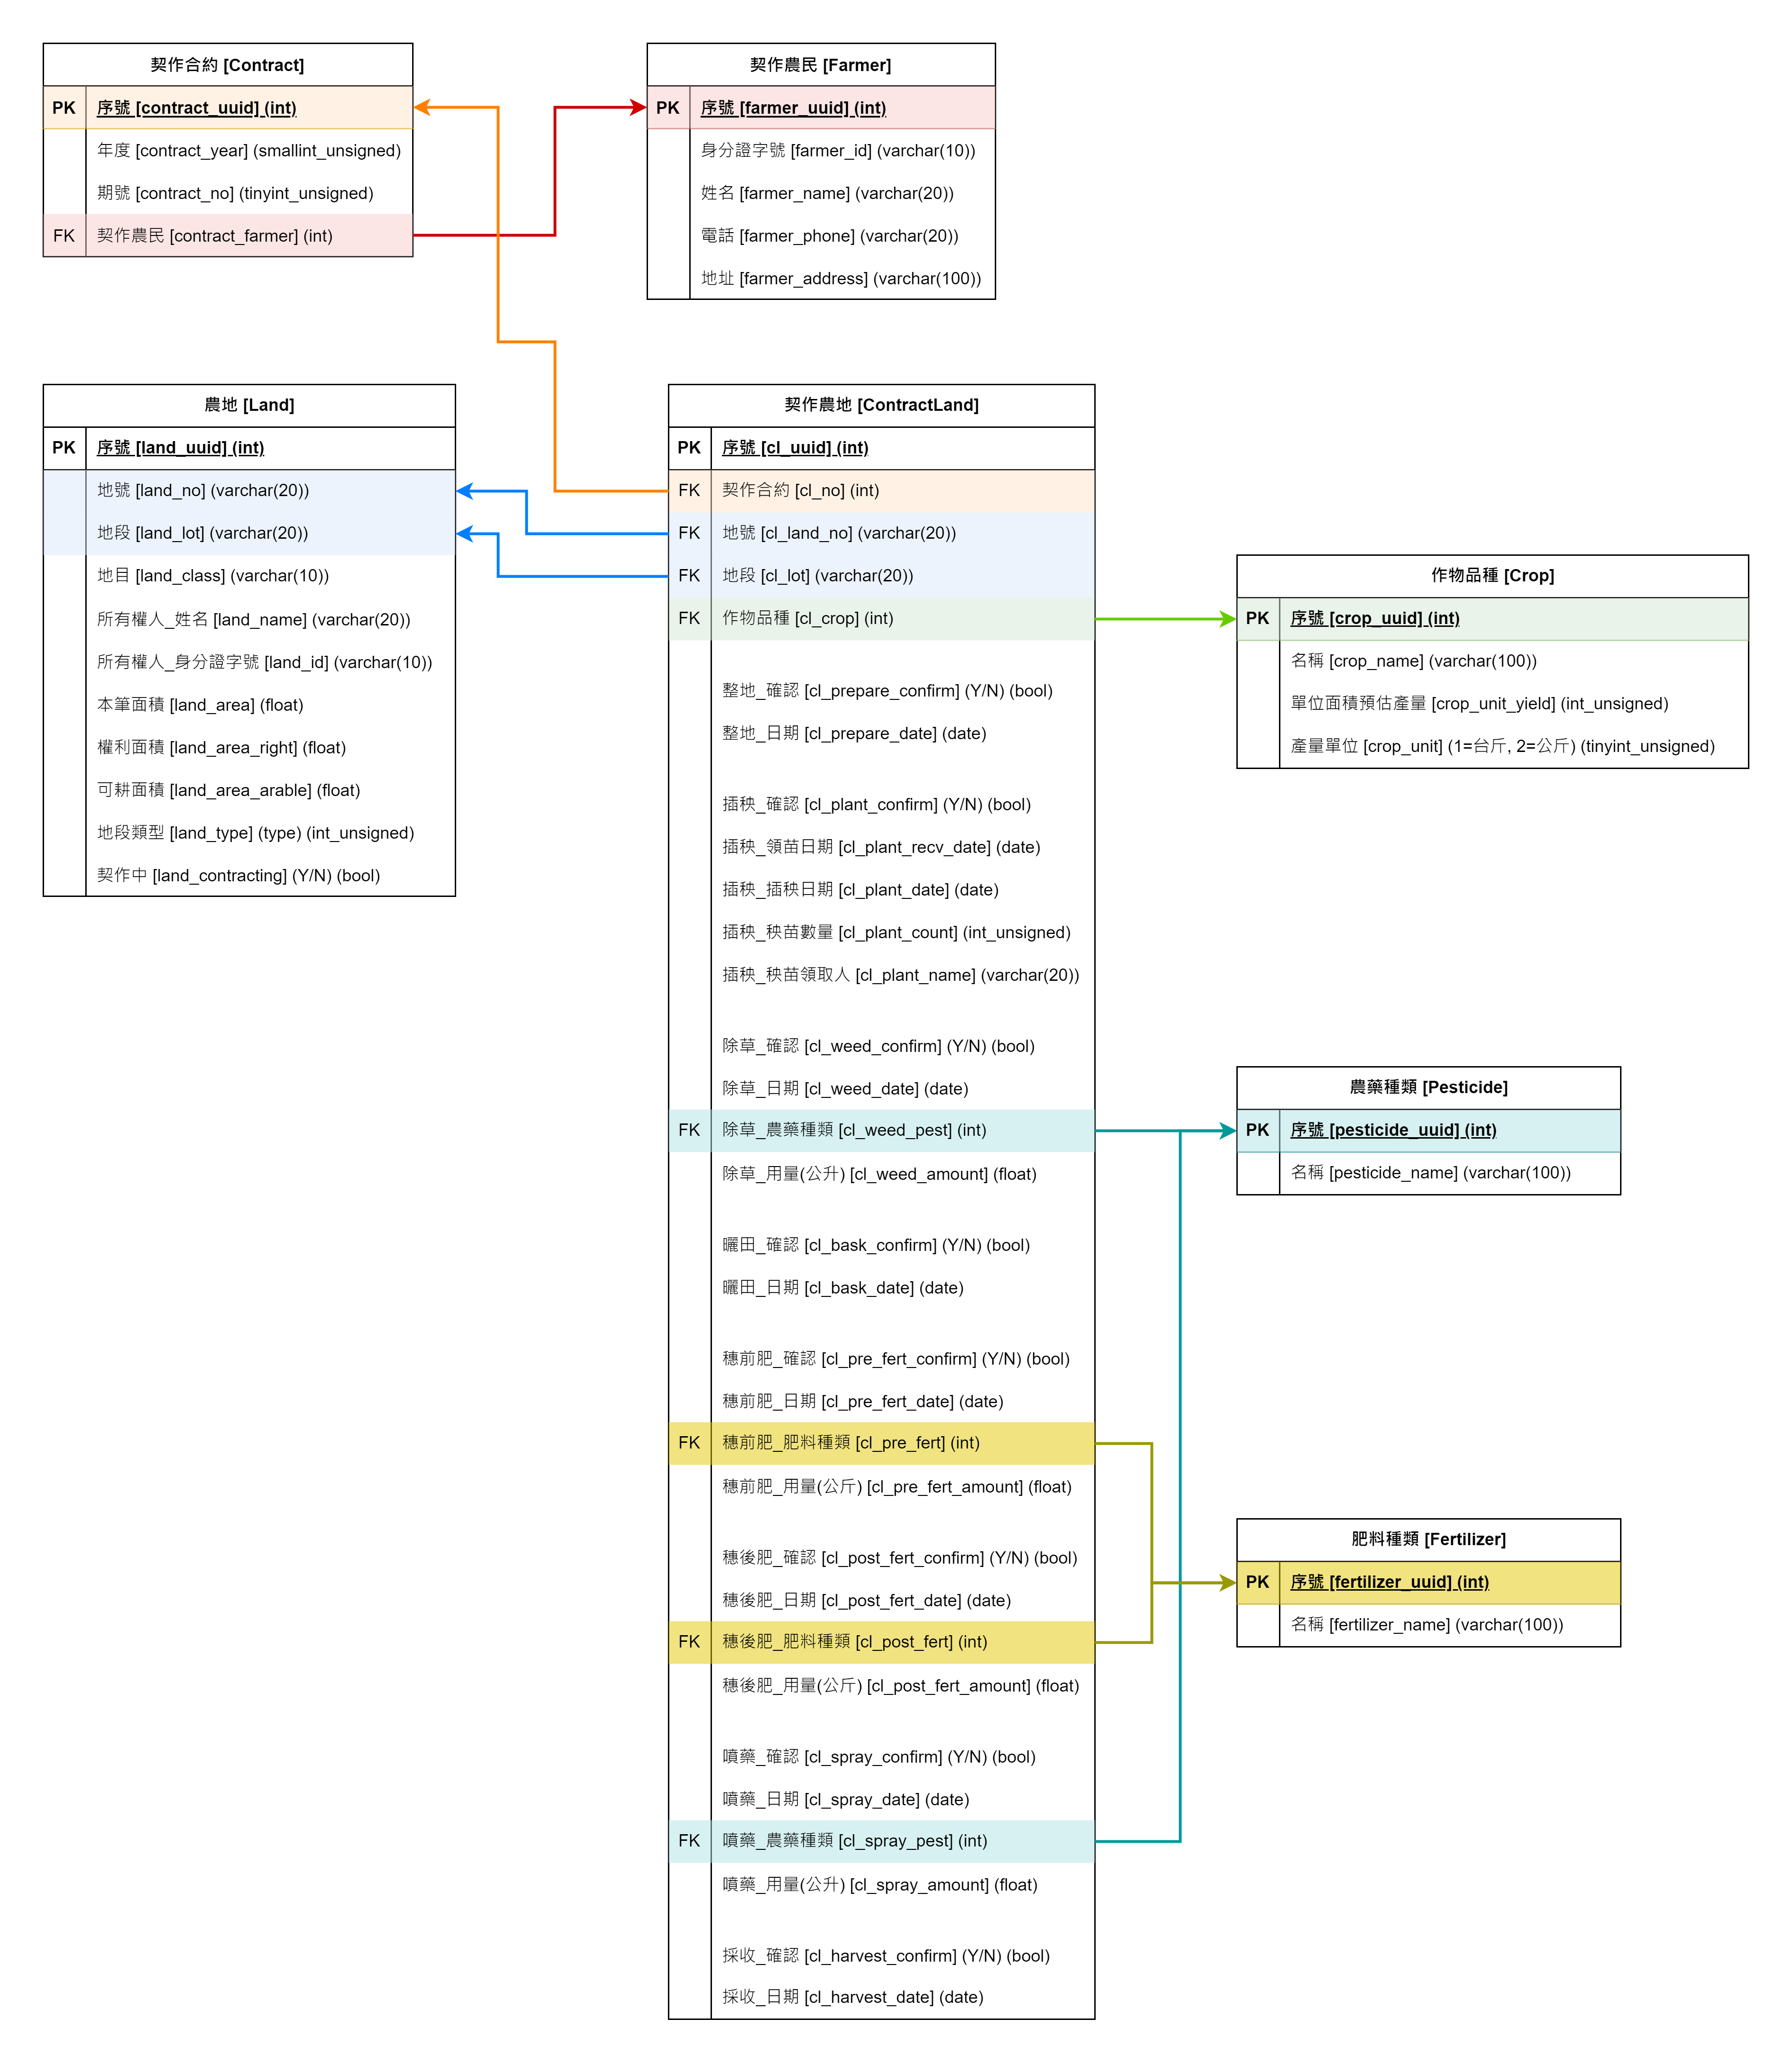 契作合約 [Contract]
PK 序號 [contract_uuid] (int)
年度 [contract_year] (smallint_unsigned)
期號 [contract_no] (tinyint_unsigned)
FK 契作農民 [contract_farmer] (int)
契作農民 [Farmer]
PK 序號 [farmer_uuid] (int)
身分證字號 [farmer_id] (varchar(10))
姓名 [farmer_name] (varchar(20))
電話 [farmer_phone] (varchar(20))
地址 [farmer_address] (varchar(100))
農地 [Land]
PK 序號 [land_uuid] (int)
地號 [land_no] (varchar(20))
地段 [land_lot] (varchar(20))
地目 [land_class] (varchar(10))
所有權人_姓名 [land_name] (varchar(20))
所有權人_身分證字號 [land_id] (varchar(10))
本筆面積 [land_area] (float)
權利面積 [land_area_right] (float)
可耕面積 [land_area_arable] (float)
地段類型 [land_type] (type) (int_unsigned)
契作中 [land_contracting] (Y/N) (bool)
契作農地 [ContractLand]
PK 序號 [cl_uuid] (int)
FK 契作合約 [cl_no] (int)
FK 地號 [cl_land_no] (varchar(20))
FK 地段 [cl_lot] (varchar(20))
FK 作物品種 [cl_crop] (int)
整地_確認 [cl_prepare_confirm] (Y/N) (bool)
整地_日期 [cl_prepare_date] (date)
插秧_確認 [cl_plant_confirm] (Y/N) (bool)
插秧_領苗日期 [cl_plant_recv_date] (date)
插秧_插秧日期 [cl_plant_date] (date)
插秧_秧苗數量 [cl_plant_count] (int_unsigned)
插秧_秧苗領取人 [cl_plant_name] (varchar(20))
除草_確認 [cl_weed_confirm] (Y/N) (bool)
除草_日期 [cl_weed_date] (date)
FK 除草_農藥種類 [cl_weed_pest] (int)
除草_用量(公升) [cl_weed_amount] (float)
曬田_確認 [cl_bask_confirm] (Y/N) (bool)
曬田_日期 [cl_bask_date] (date)
穗前肥_確認 [cl_pre_fert_confirm] (Y/N) (bool)
穗前肥_日期 [cl_pre_fert_date] (date)
FK 穗前肥_肥料種類 [cl_pre_fert] (int)
穗前肥_用量(公斤) [cl_pre_fert_amount] (float)
穗後肥_確認 [cl_post_fert_confirm] (Y/N) (bool)
穗後肥_日期 [cl_post_fert_date] (date)
FK 穗後肥_肥料種類 [cl_post_fert] (int)
穗後肥_用量(公斤) [cl_post_fert_amount] (float)
噴藥_確認 [cl_spray_confirm] (Y/N) (bool)
噴藥_日期 [cl_spray_date] (date)
FK 噴藥_農藥種類 [cl_spray_pest] (int)
噴藥_用量(公升) [cl_spray_amount] (float)
採收_確認 [cl_harvest_confirm] (Y/N) (bool)
採收_日期 [cl_harvest_date] (date)
作物品種 [Crop]
PK 序號 [crop_uuid] (int)
名稱 [crop_name] (varchar(100))
單位面積預估產量 [crop_unit_yield] (int_unsigned)
產量單位 [crop_unit] (1=台斤, 2=公斤) (tinyint_unsigned)
農藥種類 [Pesticide]
PK 序號 [pesticide_uuid] (int)
名稱 [pesticide_name] (varchar(100))
肥料種類 [Fertilizer]
PK 序號 [fertilizer_uuid] (int)
名稱 [fertilizer_name] (varchar(100))